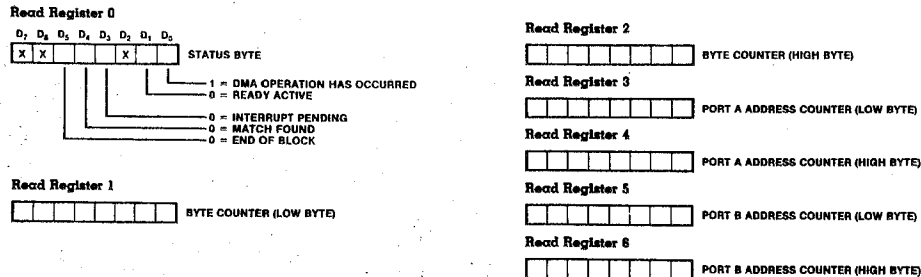 Read Register 0
D7 D6 D5 D4 D3 D2 D1 D0
X X X STATUS BYTE
1 = DMA OPERATION HAS OCCURRED
0 = READY ACTIVE
0 = INTERRUPT PENDING
0 = MATCH FOUND
0 = END OF BLOCK
Read Register 1
BYTE COUNTER (LOW BYTE)
Read Register 2
BYTE COUNTER (HIGH BYTE)
Read Register 3
PORT A ADDRESS COUNTER (LOW BYTE)
Read Register 4
PORT A ADDRESS COUNTER (HIGH BYTE)
Read Register 5
PORT B ADDRESS COUNTER (LOW BYTE)
Read Register 6
PORT B ADDRESS COUNTER (HIGH BYTE)